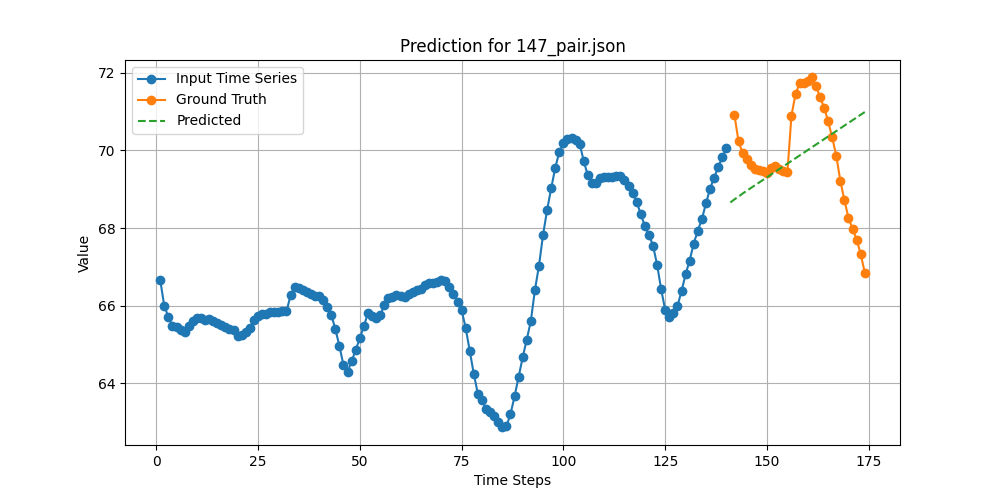 Prediction for 147_pair.json
Input Time Series
Ground Truth
Predicted
72
70
68
66
64
Value
0 25 50 75 100 125 150 175
Time Steps